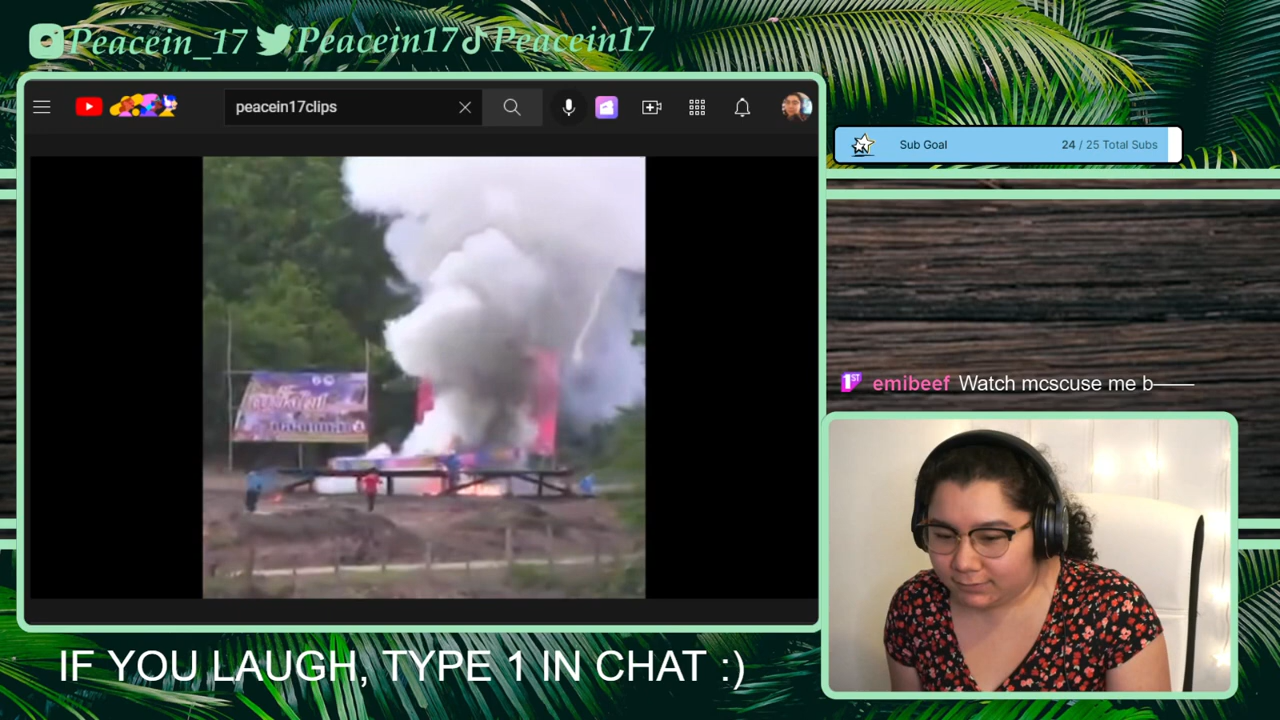 Peacein_17 Peacein17 Peacein17
peacein17clips
Sub Goal 24 / 25 Total Subs
1ST emibeef Watch mcscuse me b——
IF YOU LAUGH, TYPE 1 IN CHAT :)